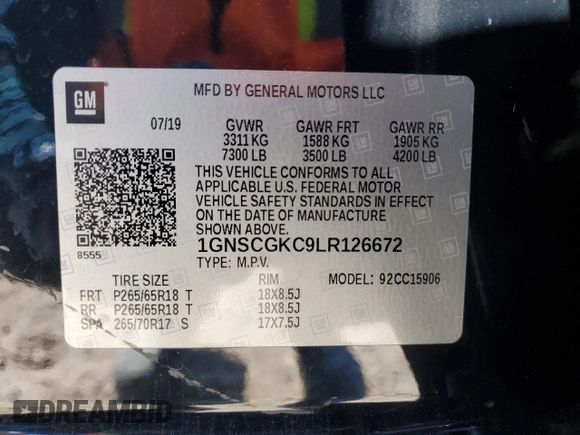 GM
MFD BY GENERAL MOTORS LLC
07/19 GVWR GAWR FRT GAWR RR
3311 KG 1588 KG 1905 KG
7300 LB 3500 LB 4200 LB
THIS VEHICLE CONFORMS TO ALL
APPLICABLE U.S. FEDERAL MOTOR
VEHICLE SAFETY STANDARDS IN EFFECT
ON THE DATE OF MANUFACTURE
SHOWN ABOVE.
1GNSCGKC9LR126672
8555
TYPE: M.P.V.
TIRE SIZE RIM MODEL: 92CC15906
FRT P265/65R18 T 18X8.5J
RR P265/65R18 T 18X8.5J
SPA 265/70R17 S 17X7.5J
DREAMBID